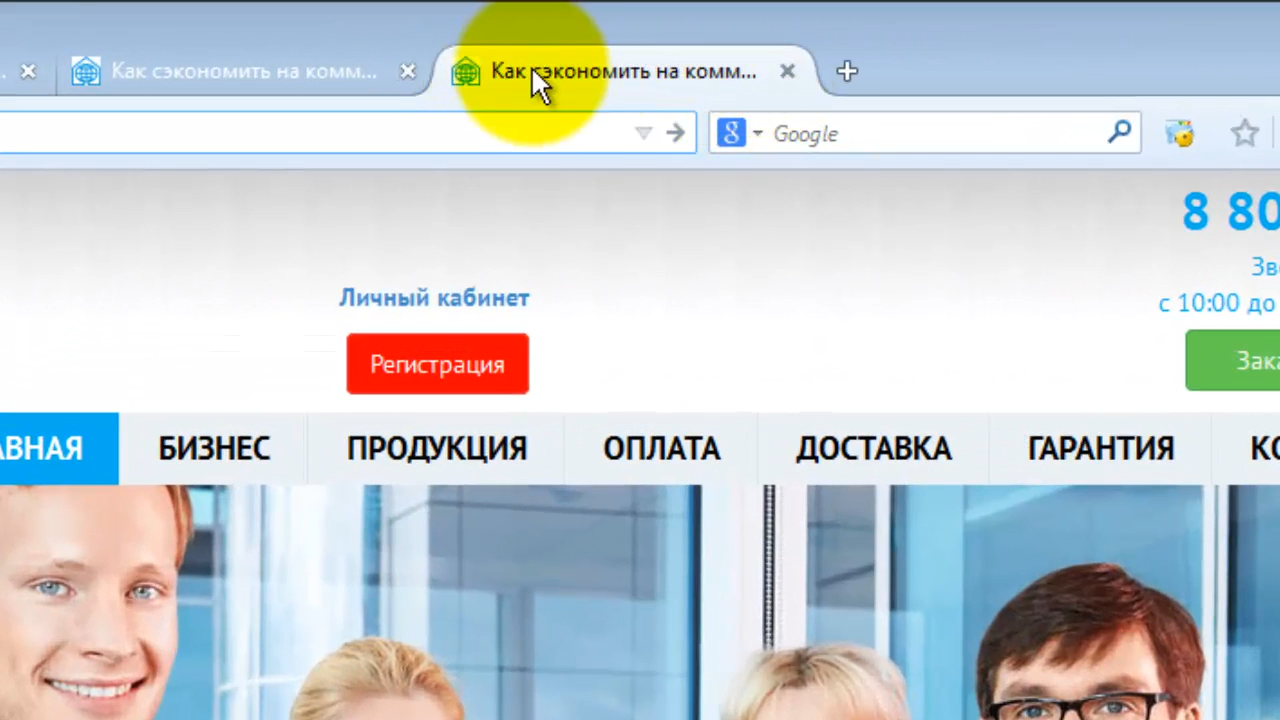 Как сэкономить на комм...
Как сэкономить на комм...
Google
8 80
Зв
с 10:00 до
Личный кабинет
Регистрация
Зака
АВНАЯ
БИЗНЕС
ПРОДУКЦИЯ
ОПЛАТА
ДОСТАВКА
ГАРАНТИЯ
КО